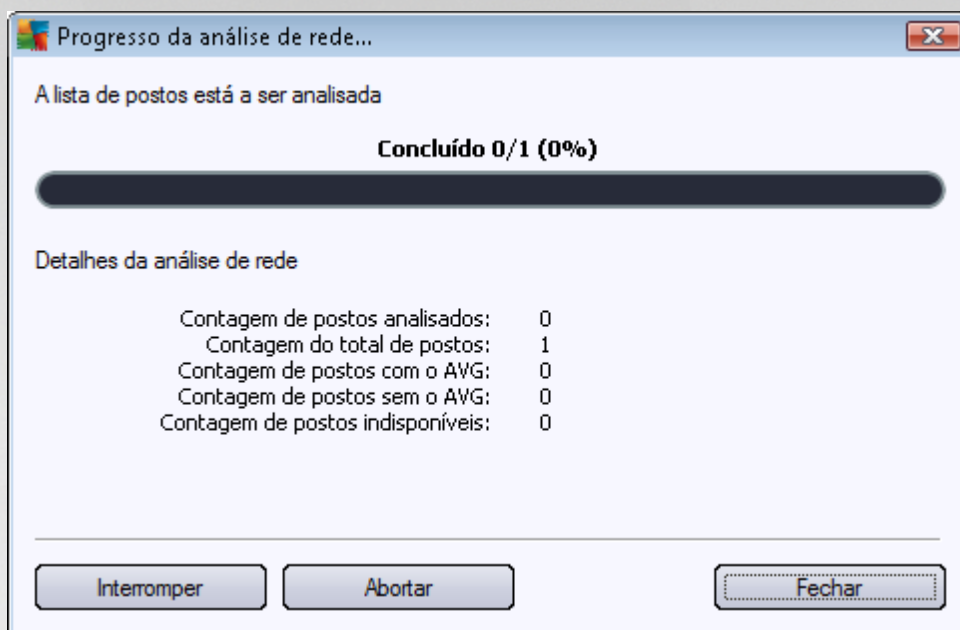 Progresso da análise de rede...
A lista de postos está a ser analisada
Concluído 0/1 (0%)
Detalhes da análise de rede
Contagem de postos analisados: 0
Contagem do total de postos: 1
Contagem de postos com o AVG: 0
Contagem de postos sem o AVG: 0
Contagem de postos indisponíveis: 0
Interromper Abortar Fechar